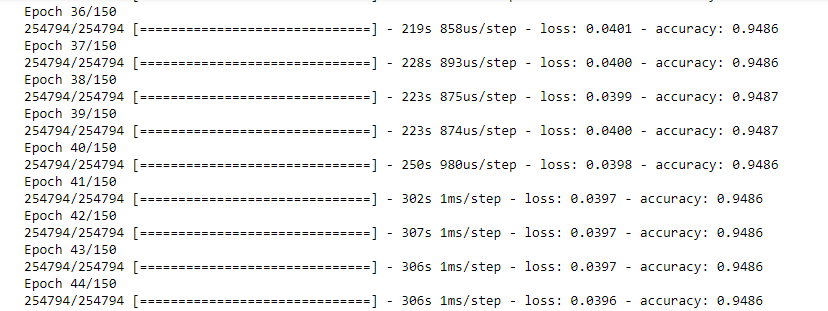 Epoch 36/150
254794/254794 [==============================] - 219s 858us/step - loss: 0.0401 - accuracy: 0.9486
Epoch 37/150
254794/254794 [==============================] - 228s 893us/step - loss: 0.0400 - accuracy: 0.9486
Epoch 38/150
254794/254794 [==============================] - 223s 875us/step - loss: 0.0399 - accuracy: 0.9487
Epoch 39/150
254794/254794 [==============================] - 223s 874us/step - loss: 0.0400 - accuracy: 0.9487
Epoch 40/150
254794/254794 [==============================] - 250s 980us/step - loss: 0.0398 - accuracy: 0.9486
Epoch 41/150
254794/254794 [==============================] - 302s 1ms/step - loss: 0.0397 - accuracy: 0.9486
Epoch 42/150
254794/254794 [==============================] - 307s 1ms/step - loss: 0.0397 - accuracy: 0.9486
Epoch 43/150
254794/254794 [==============================] - 306s 1ms/step - loss: 0.0397 - accuracy: 0.9486
Epoch 44/150
254794/254794 [==============================] - 306s 1ms/step - loss: 0.0396 - accuracy: 0.9486